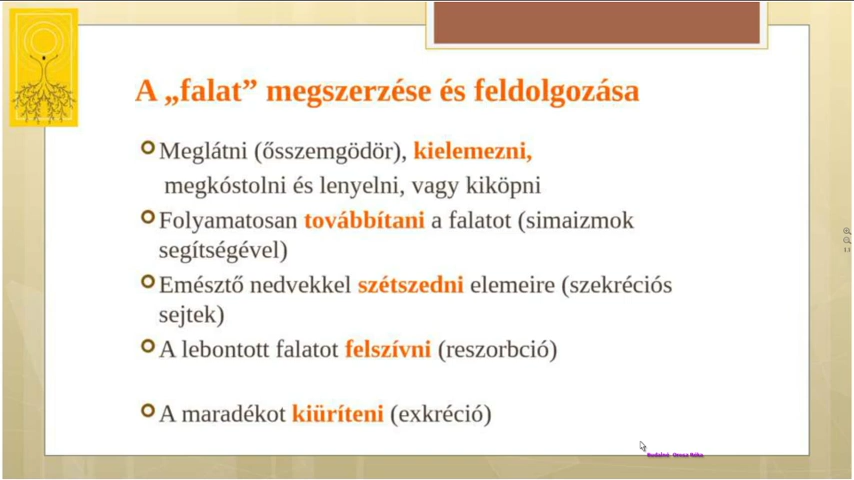 A „falat” megszerzése és feldolgozása
Meglátni (ősszemgödör), kielemezni,
megkóstolni és lenyelni, vagy kiköpni
Folyamatosan továbbítani a falatot (simaizmok
segítségével)
Emésztő nedvekkel szétszedni elemeire (szekréciós
sejtek)
A lebontott falatot felszívni (reszorbció)
A maradékot kiüríteni (exkréció)